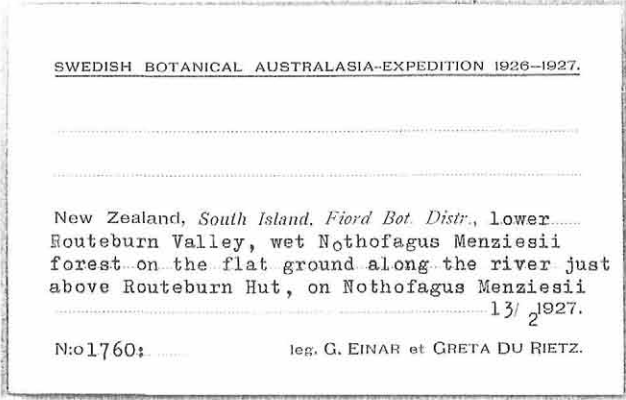 SWEDISH BOTANICAL AUSTRALASIA-EXPEDITION 1926–1927.
New Zealand, South Island, Fiord Bot. Distr., lower
Routeburn Valley, wet Nothofagus Menziesii
forest on the flat ground along the river just
above Routeburn Hut, on Nothofagus Menziesii
13/2 1927.
N:o 1760: leg. G. EINAR et GRETA DU RIETZ.